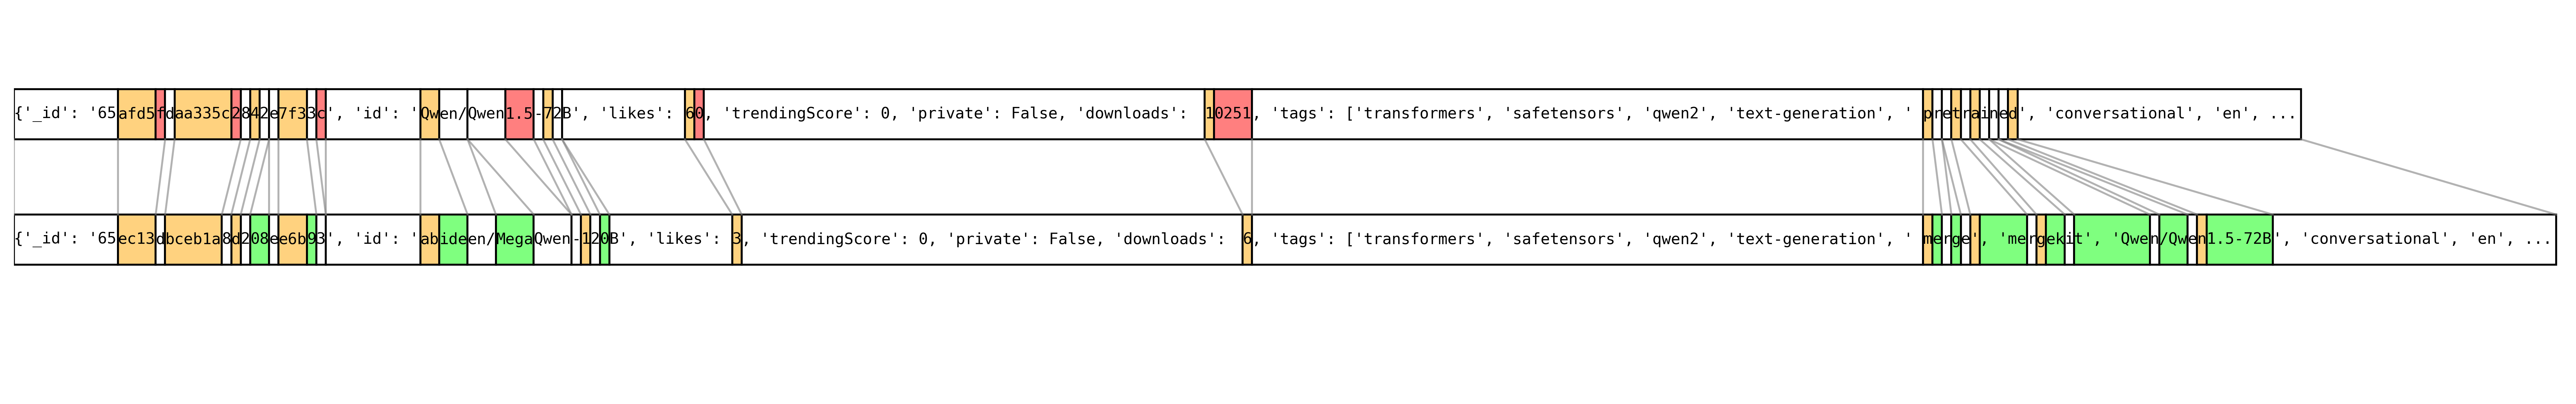 {'_id': '65afd5fdaa335c2842e7f33c', 'id': 'Qwen/Qwen1.5-72B', 'likes': 60, 'trendingScore': 0, 'private': False, 'downloads': 10251, 'tags': ['transformers', 'safetensors', 'qwen2', 'text-generation', 'pretrained', 'conversational', 'en', ...
{'_id': '65ec13dbceb1a8d208ee6b93', 'id': 'abideen/MegaQwen-120B', 'likes': 3, 'trendingScore': 0, 'private': False, 'downloads': 6, 'tags': ['transformers', 'safetensors', 'qwen2', 'text-generation', 'merge', 'mergekit', 'Qwen/Qwen1.5-72B', 'conversational', 'en', ...